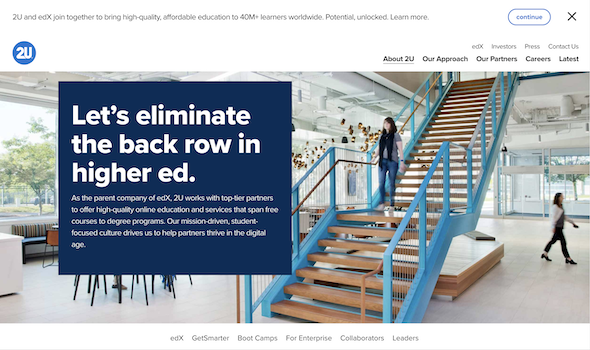 2U and edX join together to bring high-quality, affordable education to 40M+ learners worldwide. Potential, unlocked. Learn more.
continue
2U
edX Investors Press Contact Us
About 2U Our Approach Our Partners Careers Latest
Let's eliminate
the back row in
higher ed.
As the parent company of edX, 2U works with top-tier partners
to offer high-quality online education and services that span free
courses to degree programs. Our mission-driven, student-
focused culture drives us to help partners thrive in the digital
age.
edX GetSmarter Boot Camps For Enterprise Collaborators Leaders